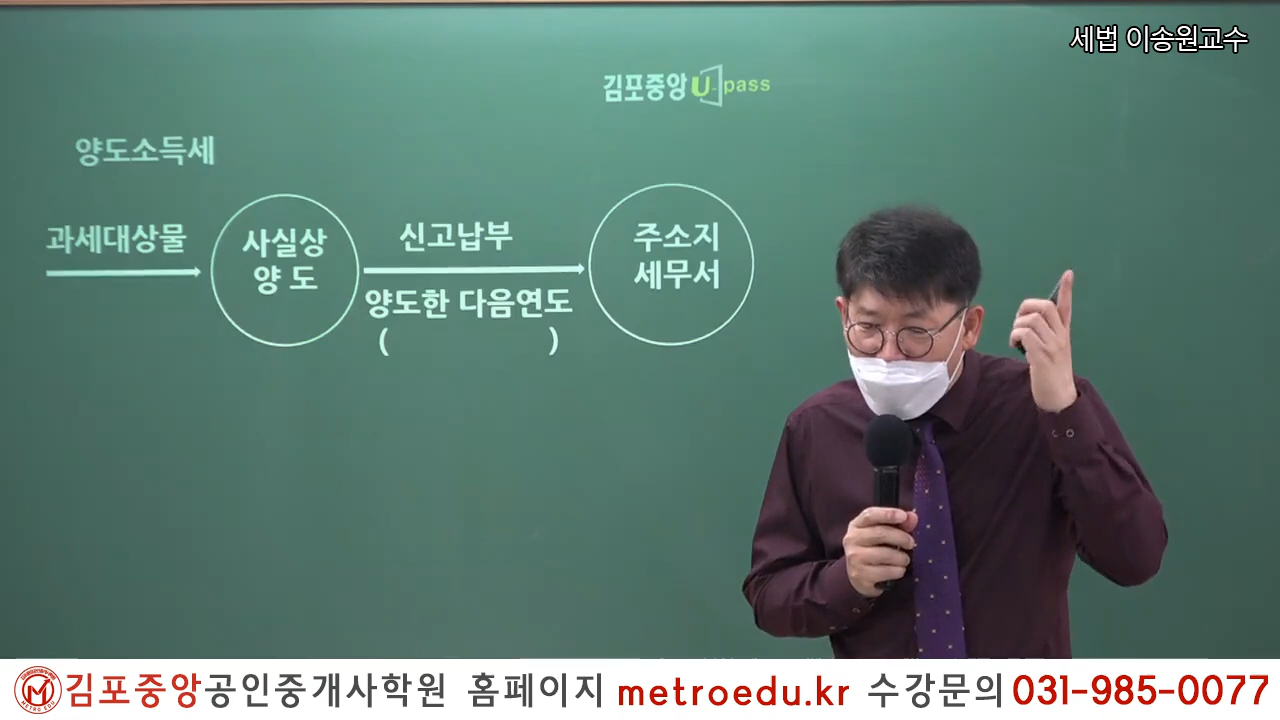 세법 이송원교수
김포중앙 U-pass
양도소득세
과세대상물
사실상
양 도
신고납부
양도한 다음연도
(                    )
주소지
세무서
METRO EDU
김포중앙공인중개사학원 홈페이지 metroedu.kr 수강문의 031-985-0077